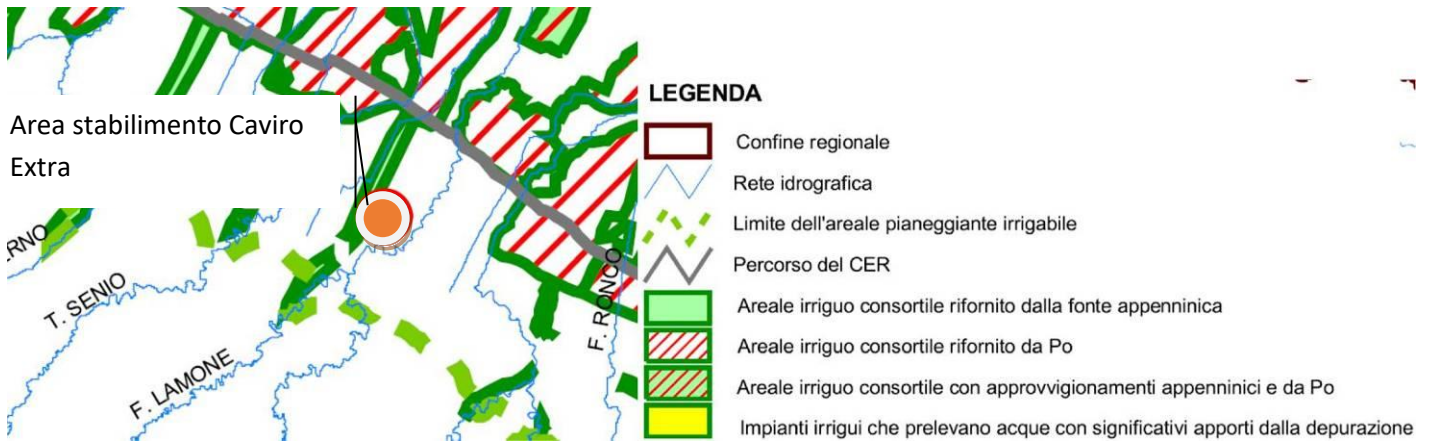 Area stabilimento Caviro
Extra
RNO
T. SENIO
F. LAMONE
F. RONCO
LEGENDA
Confine regionale
Rete idrografica
Limite dell'areale pianeggiante irrigabile
Percorso del CER
Areale irriguo consortile rifornito dalla fonte appenninica
Areale irriguo consortile rifornito da Po
Areale irriguo consortile con approvvigionamenti appenninici e da Po
Impianti irrigui che prelevano acque con significativi apporti dalla depurazione